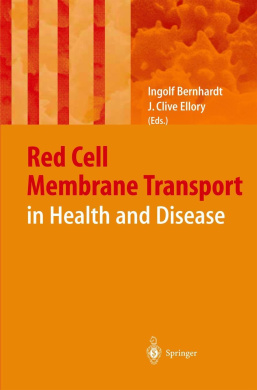 Ingolf Bernhardt
J. Clive Ellory
(Eds.)
Red Cell
Membrane Transport
in Health and Disease
Springer